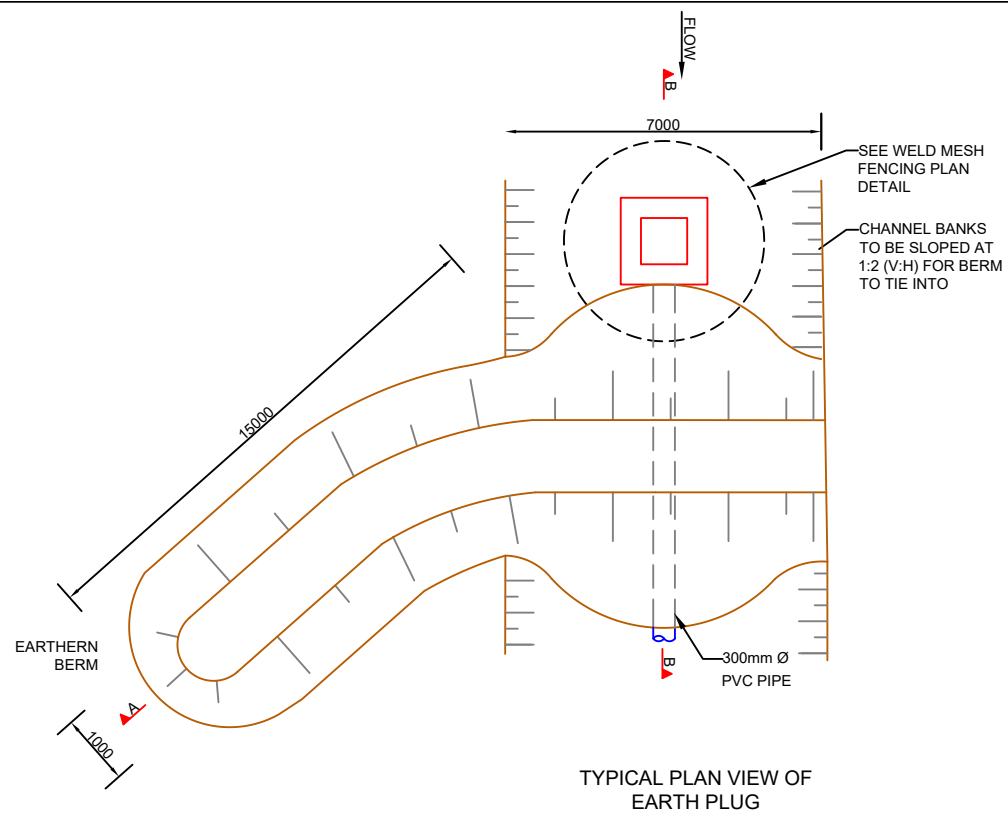 FLOW
B
7000
SEE WELD MESH
FENCING PLAN
DETAIL
CHANNEL BANKS
TO BE SLOPED AT
1:2 (V:H) FOR BERM
TO TIE INTO
15000
EARTHERN
BERM
A
1000
B
300mm Ø
PVC PIPE
TYPICAL PLAN VIEW OF
EARTH PLUG